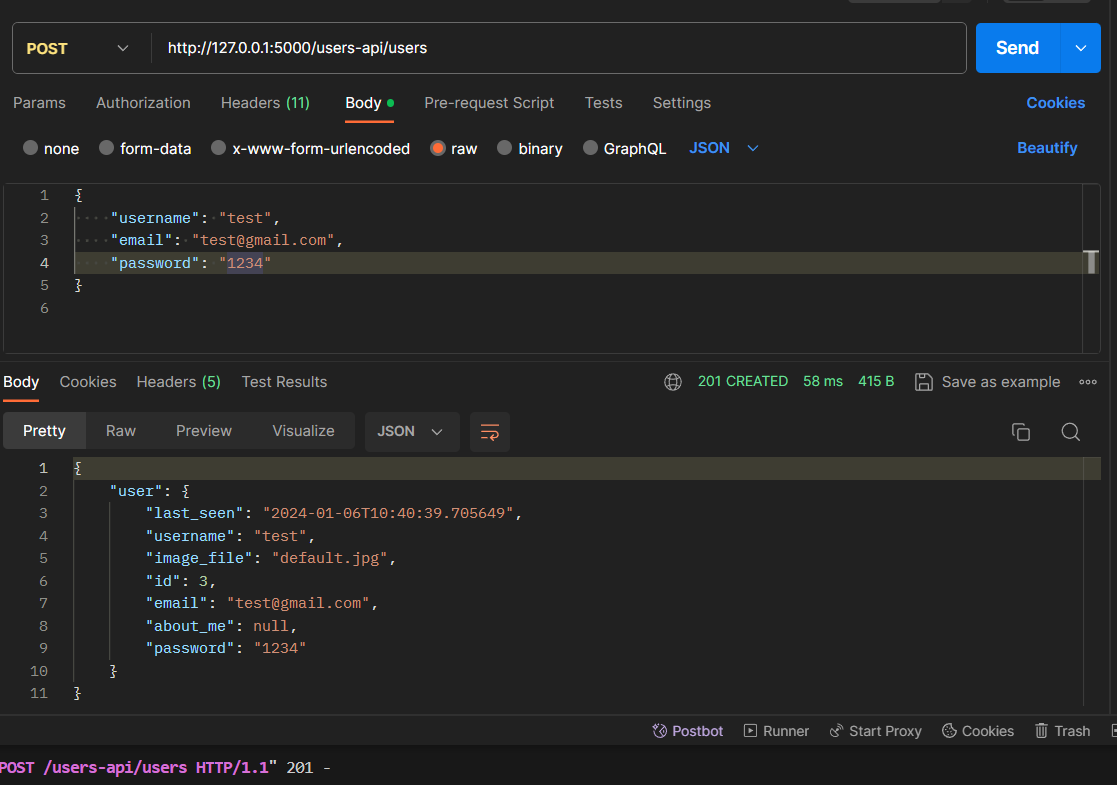 POST http://127.0.0.1:5000/users-api/users Send
Params Authorization Headers (11) Body Pre-request Script Tests Settings Cookies
none form-data x-www-form-urlencoded raw binary GraphQL JSON Beautify
1 {
2 "username": "test",
3 "email": "test@gmail.com",
4 "password": "1234"
5 }
6
Body Cookies Headers (5) Test Results 201 CREATED 58 ms 415 B Save as example
Pretty Raw Preview Visualize JSON
1 {
2 "user": {
3 "last_seen": "2024-01-06T10:40:39.705649",
4 "username": "test",
5 "image_file": "default.jpg",
6 "id": 3,
7 "email": "test@gmail.com",
8 "about_me": null,
9 "password": "1234"
10 }
11 }
Postbot Runner Start Proxy Cookies Trash
POST /users-api/users HTTP/1.1" 201 -